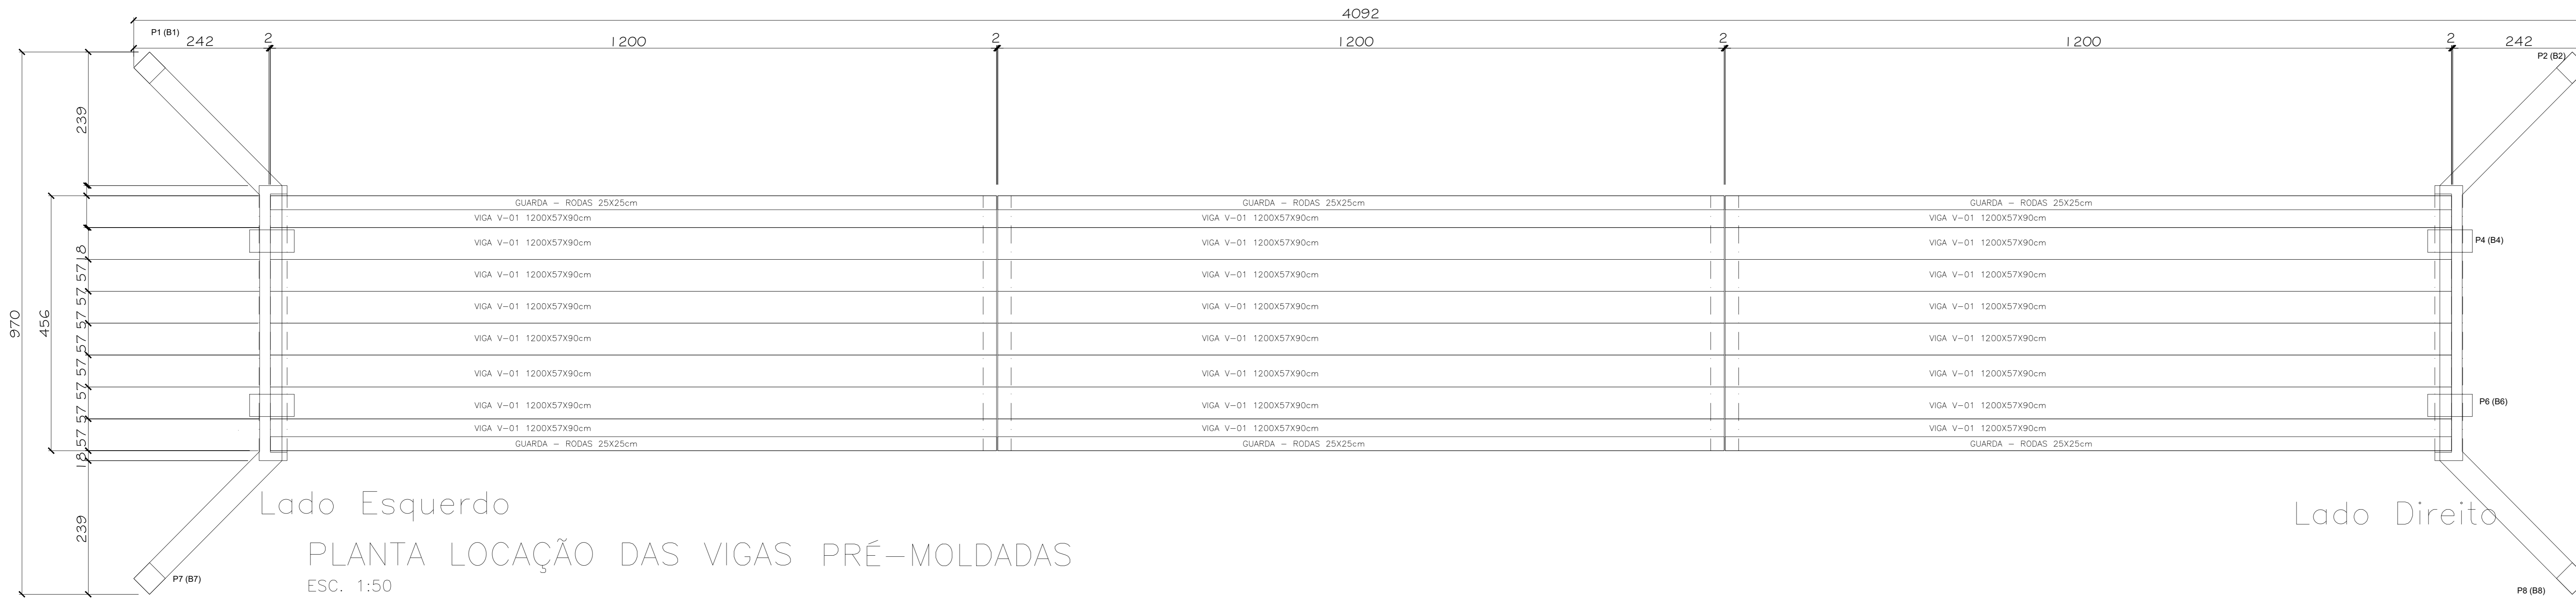 4092
P1 (B1)
242 2 1200 2 1200 2 1200 2 242
P2 (B2)
239
GUARDA - RODAS 25X25cm GUARDA - RODAS 25X25cm GUARDA - RODAS 25X25cm
VIGA V-01 1200X57X90cm VIGA V-01 1200X57X90cm VIGA V-01 1200X57X90cm
18
P4 (B4)
VIGA V-01 1200X57X90cm VIGA V-01 1200X57X90cm VIGA V-01 1200X57X90cm
57
VIGA V-01 1200X57X90cm VIGA V-01 1200X57X90cm VIGA V-01 1200X57X90cm
57
VIGA V-01 1200X57X90cm VIGA V-01 1200X57X90cm VIGA V-01 1200X57X90cm
970
456
57
VIGA V-01 1200X57X90cm VIGA V-01 1200X57X90cm VIGA V-01 1200X57X90cm
57
VIGA V-01 1200X57X90cm VIGA V-01 1200X57X90cm VIGA V-01 1200X57X90cm
57
57
VIGA V-01 1200X57X90cm VIGA V-01 1200X57X90cm VIGA V-01 1200X57X90cm
P6 (B6)
57
VIGA V-01 1200X57X90cm VIGA V-01 1200X57X90cm VIGA V-01 1200X57X90cm
57
GUARDA - RODAS 25X25cm GUARDA - RODAS 25X25cm GUARDA - RODAS 25X25cm
18
239
Lado Esquerdo
Lado Direito
PLANTA LOCAÇÃO DAS VIGAS PRÉ-MOLDADAS
ESC. 1:50
P7 (B7)
P8 (B8)